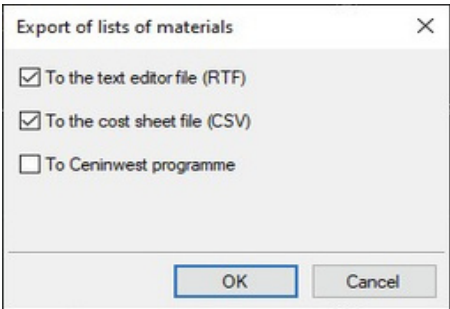 Export of lists of materials
To the text editor file (RTF)
To the cost sheet file (CSV)
To Ceninwest programme
OK
Cancel